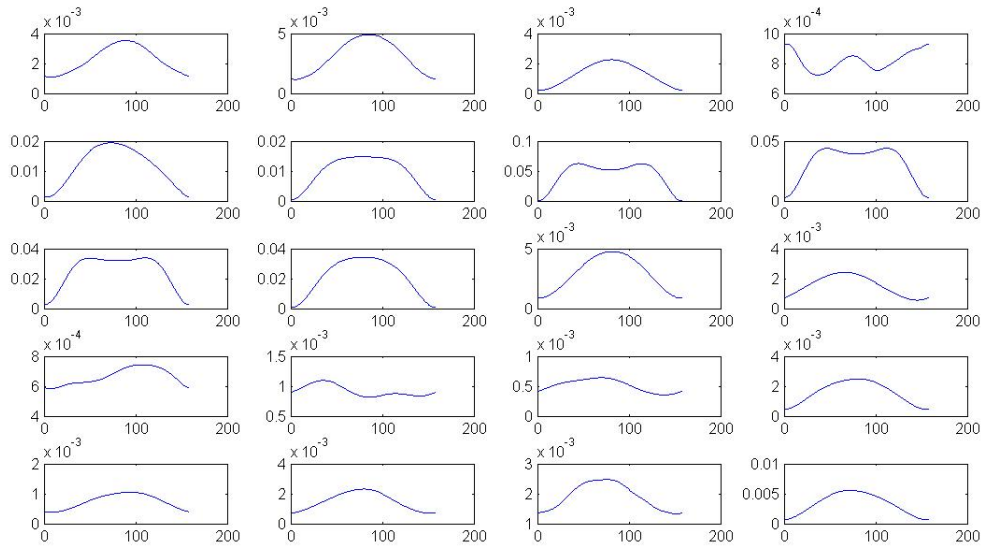 x 10^-3 x 10^-3 x 10^-3 x 10^-4
4 5 4 10
2 2 8
0 0 0 6
0 100 200 0 100 200 0 100 200 0 100 200
0.02 0.02 0.1 0.05
0.01 0.01 0.05
0 0 0 0
0 100 200 0 100 200 0 100 200 0 100 200
x 10^-3 x 10^-3
0.04 0.04 5 4
0.02 0.02 2
0 0 0 0
0 100 200 0 100 200 0 100 200 0 100 200
x 10^-4 x 10^-3 x 10^-3 x 10^-3
8 1.5 1 4
6 1 0.5 2
4 0.5 0 0
0 100 200 0 100 200 0 100 200 0 100 200
x 10^-3 x 10^-3 x 10^-3
2 4 3 0.01
1 2 2 0.005
0 0 1 0
0 100 200 0 100 200 0 100 200 0 100 200